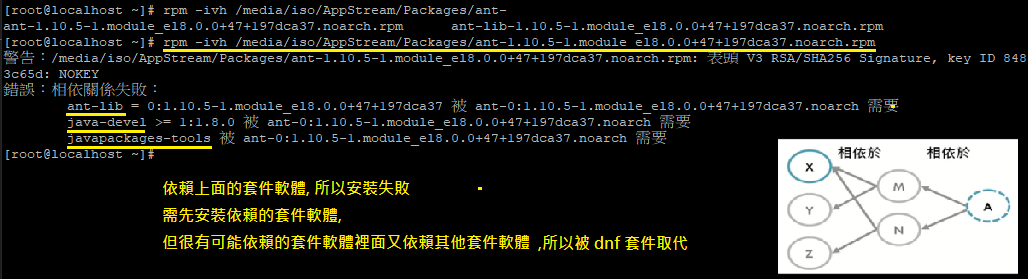 [root@localhost ~]# rpm -ivh /media/iso/AppStream/Packages/ant-
ant-1.10.5-1.module_el8.0.0+47+197dca37.noarch.rpm      ant-lib-1.10.5-1.module_el8.0.0+47+197dca37.noarch.rpm
[root@localhost ~]# rpm -ivh /media/iso/AppStream/Packages/ant-1.10.5-1.module_el8.0.0+47+197dca37.noarch.rpm
警告：/media/iso/AppStream/Packages/ant-1.10.5-1.module_el8.0.0+47+197dca37.noarch.rpm: 表頭 V3 RSA/SHA256 Signature, key ID 848
3c65d: NOKEY
錯誤：相依關係失敗：
ant-lib = 0:1.10.5-1.module_el8.0.0+47+197dca37 被 ant-0:1.10.5-1.module_el8.0.0+47+197dca37.noarch 需要
java-devel >= 1:1.8.0 被 ant-0:1.10.5-1.module_el8.0.0+47+197dca37.noarch 需要
javapackages-tools 被 ant-0:1.10.5-1.module_el8.0.0+47+197dca37.noarch 需要
[root@localhost ~]#
依賴上面的套件軟體, 所以安裝失敗
需先安裝依賴的套件軟體,
但很有可能依賴的套件軟體裡面又依賴其他套件軟體 ,所以被 dnf 套件取代
相依於 相依於
X
M
Y
A
N
Z